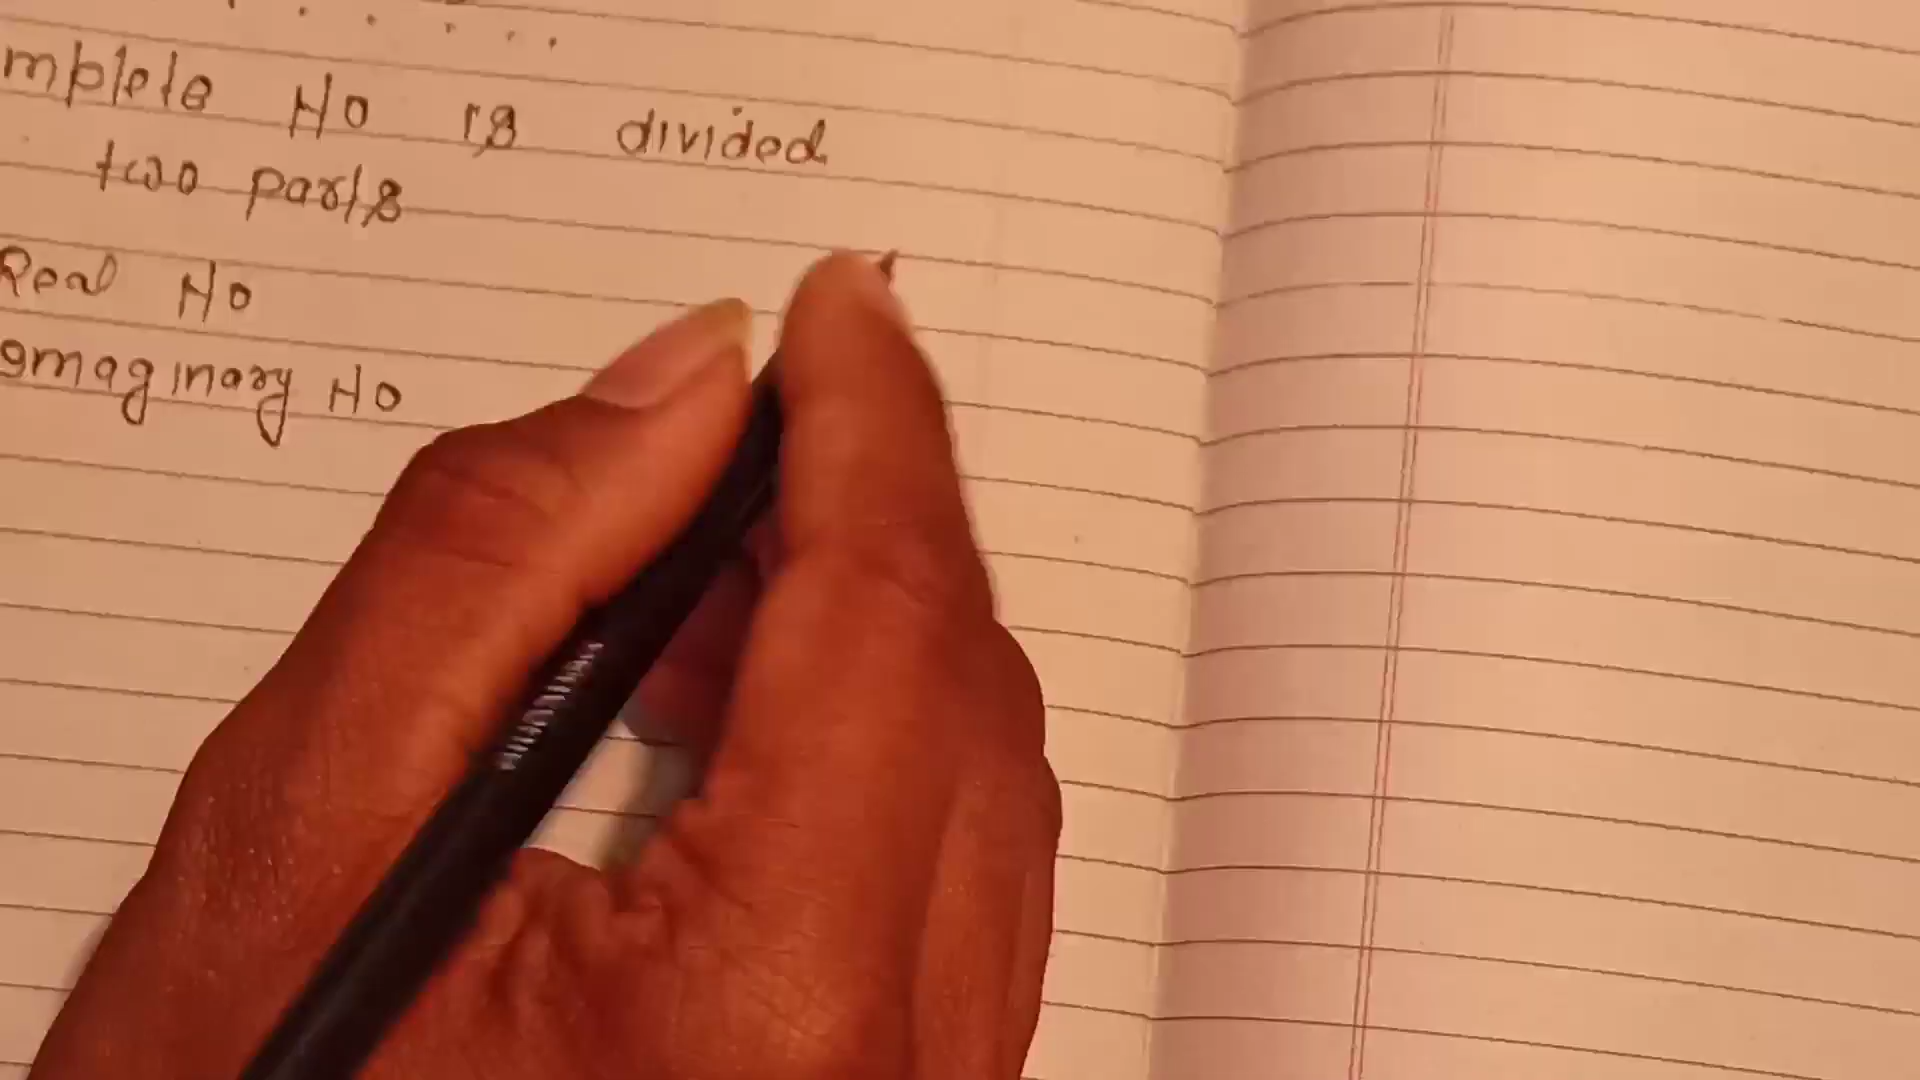 mplete No is divided
two parts
Real No
Imaginary No